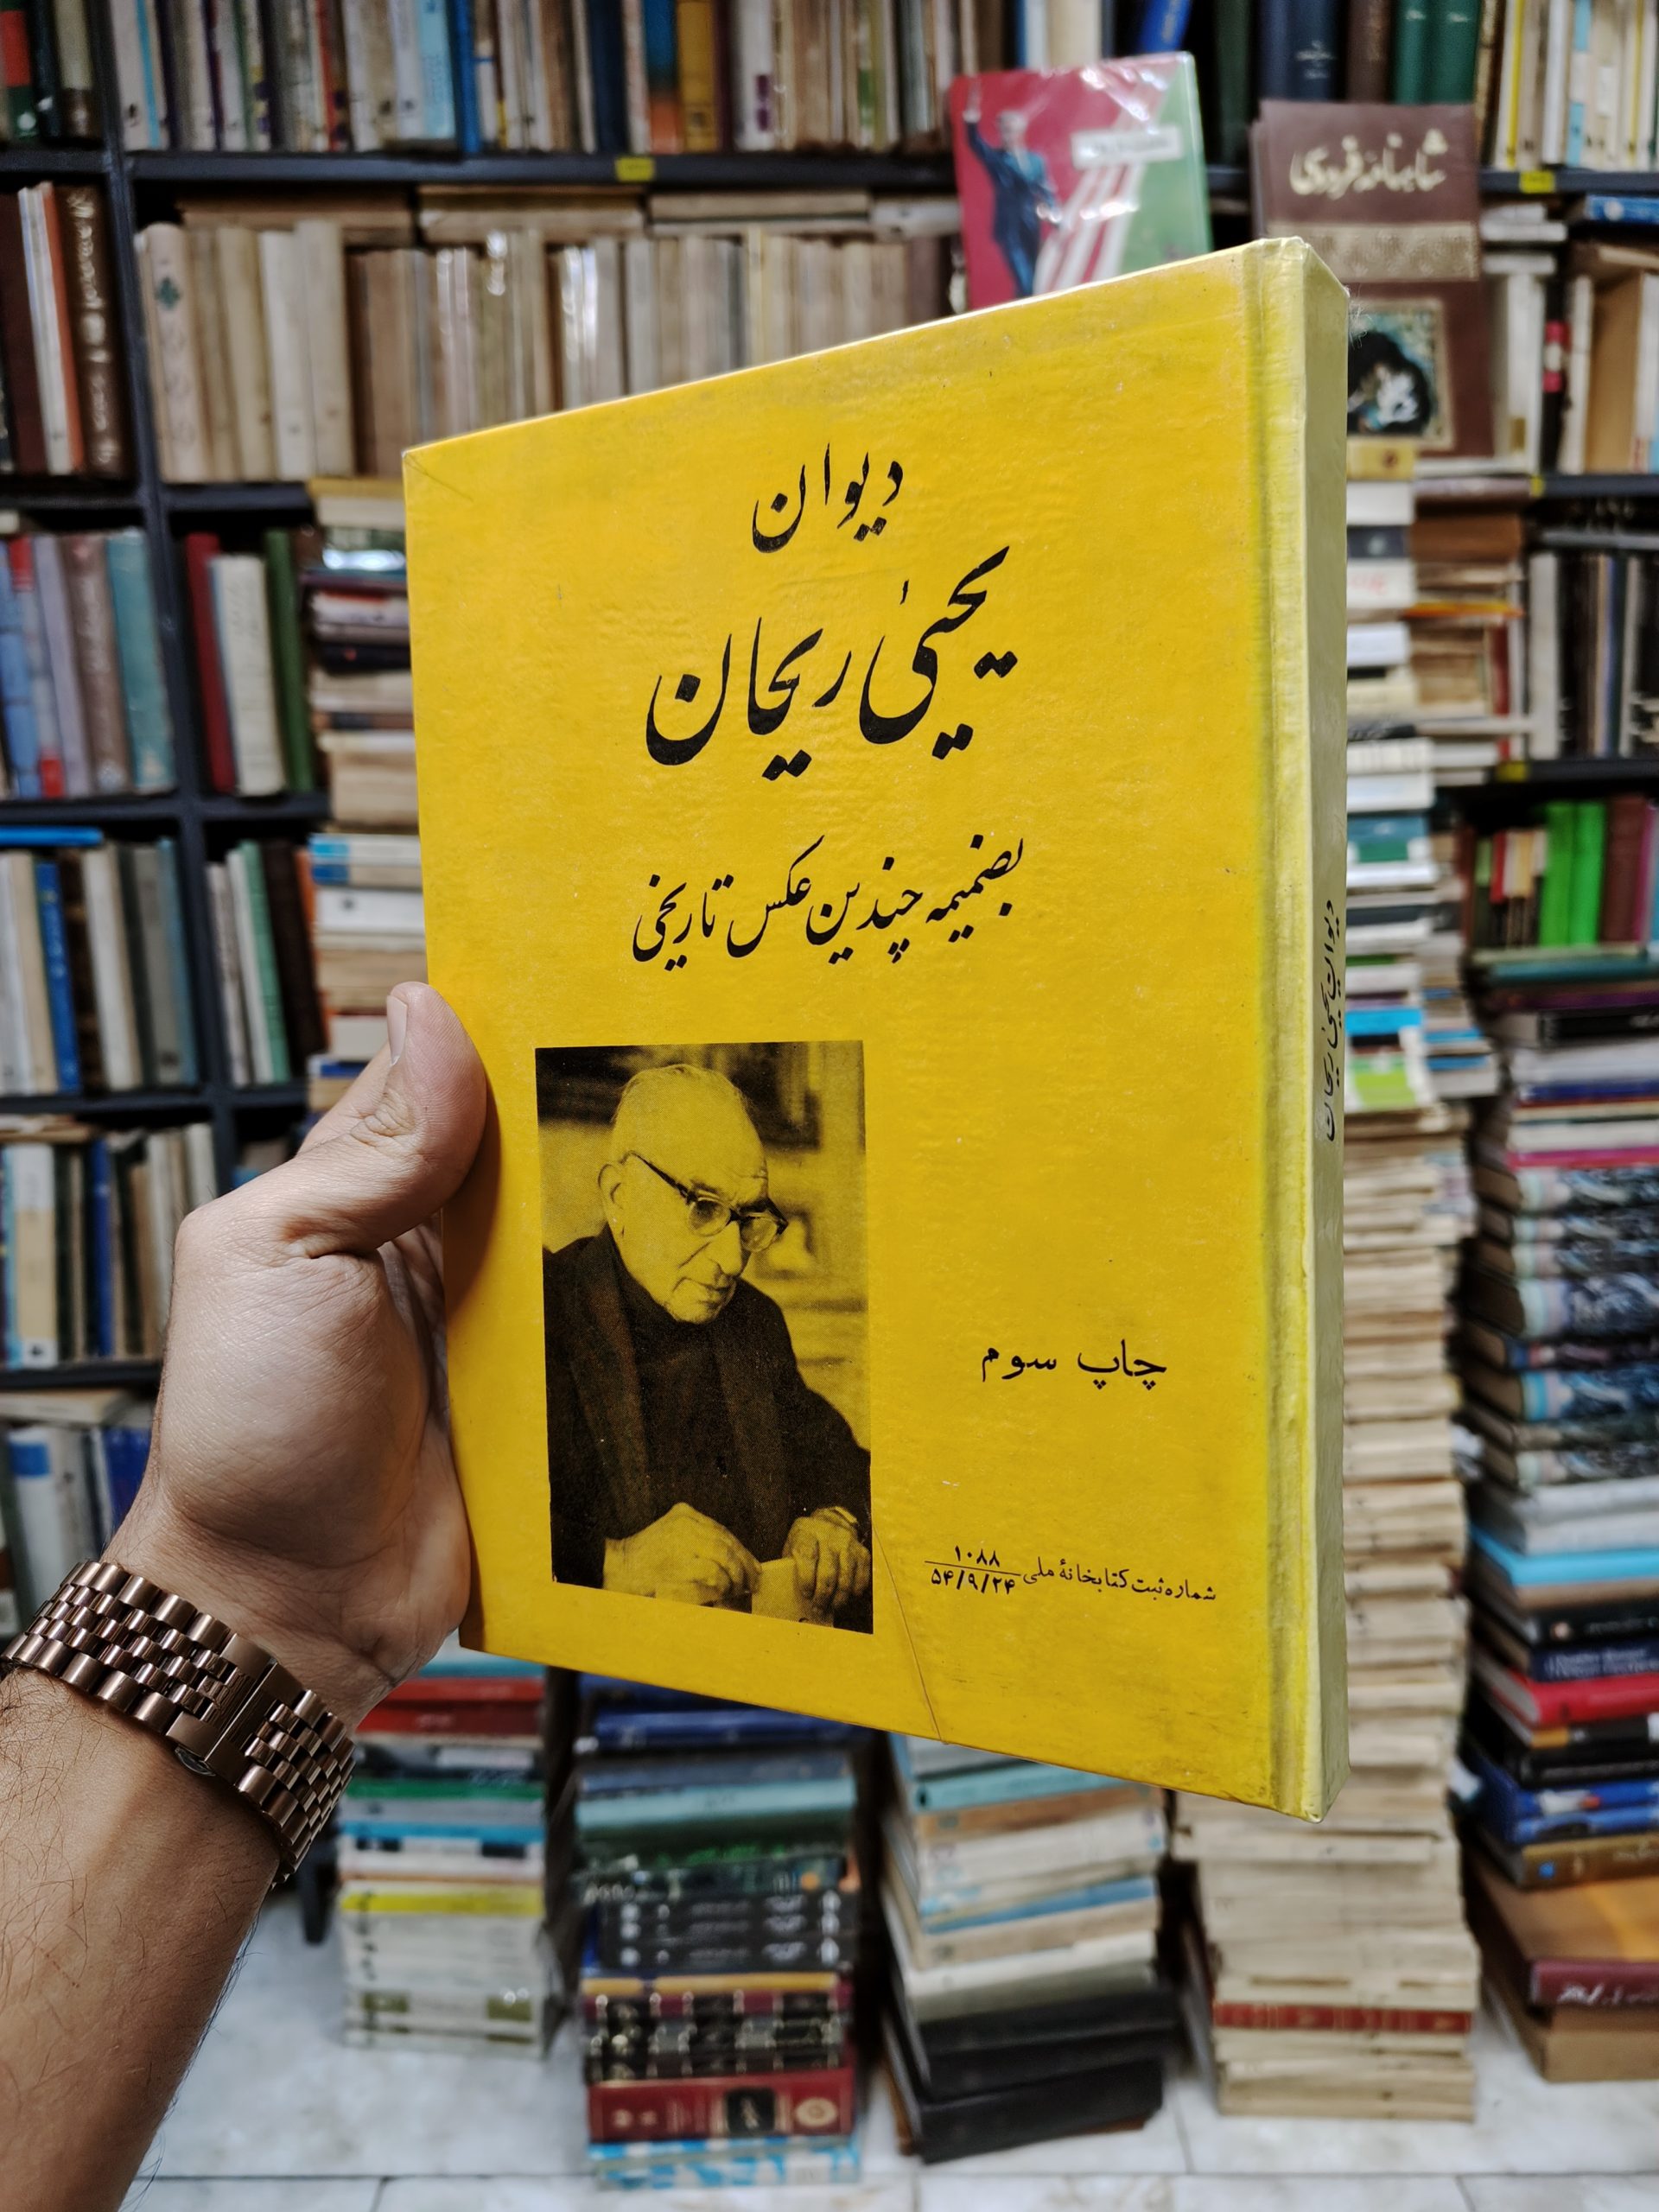 دیوان
یحییٰ ریحان
بضمیمه چندین عکس تاریخی
چاپ سوم
شماره ثبت کتابخانهٔ ملی ۱۰۸۸
۵۴/۹/۲۴
دیوان یحییٰ ریحان
شاهنامه فردوسی